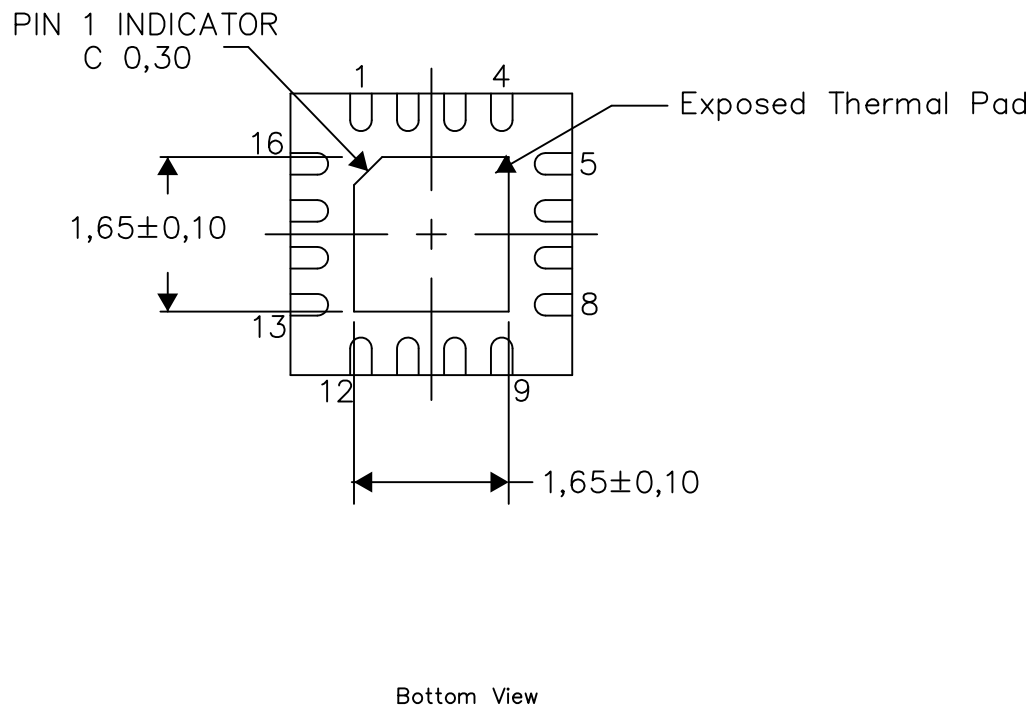 PIN 1 INDICATOR
C 0,30
1
4
Exposed Thermal Pad
16
5
1,65±0,10
13
8
12
9
1,65±0,10
Bottom View